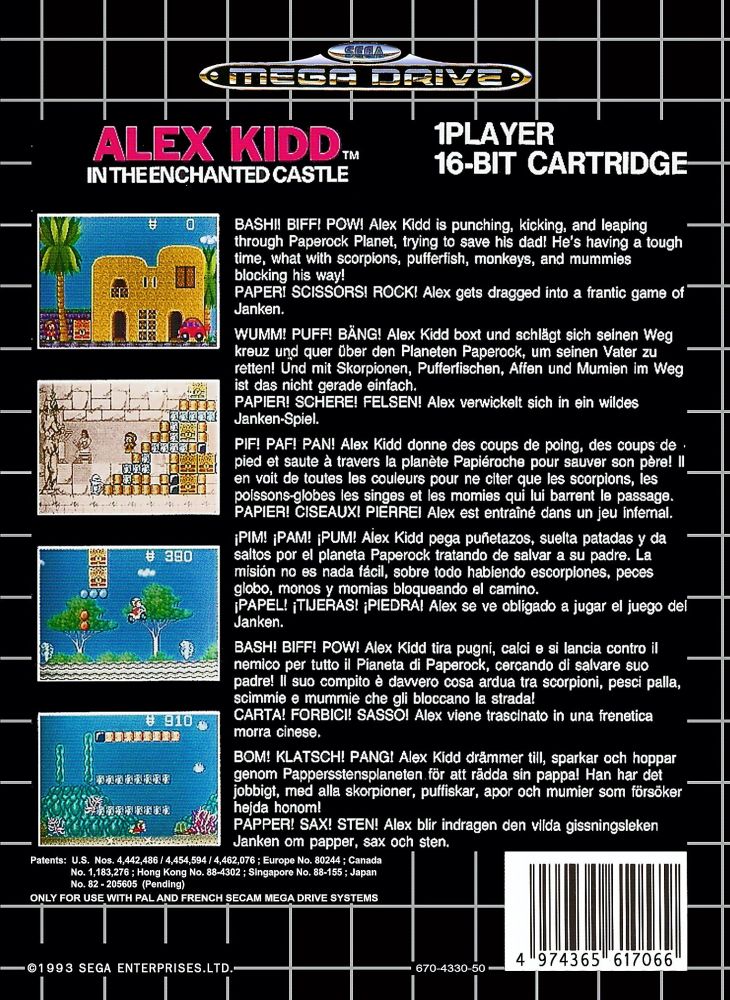 SEGA
MEGA DRIVE
ALEX KIDD™
IN THE ENCHANTED CASTLE
1PLAYER
16-BIT CARTRIDGE
0
BASH!! BIFF! POW! Alex Kidd is punching, kicking, and leaping
through Paperock Planet, trying to save his dad! He's having a tough
time, what with scorpions, pufferfish, monkeys, and mummies
blocking his way!
PAPER! SCISSORS! ROCK! Alex gets dragged into a frantic game of
Janken.
WUMM! PUFF! BÄNG! Alex Kidd boxt und schlägt sich seinen Weg
kreuz und quer über den Planeten Paperock, um seinen Vater zu
retten! Und mit Skorpionen, Pufferfischen, Affen und Mumien im Weg
ist das nicht gerade einfach.
PAPIER! SCHERE! FELSEN! Alex verwickelt sich in ein wildes
Janken-Spiel.
PIF! PAF! PAN! Alex Kidd donne des coups de poing, des coups de
pied et saute à travers la planète Papiéroche pour sauver son père! Il
en voit de toutes les couleurs pour ne citer que les scorpions, les
poissons-globes les singes et les momies qui lui barrent le passage.
PAPIER! CISEAUX! PIERRE! Alex est entraîné dans un jeu infernal.
390
¡PIM! ¡PAM! ¡PUM! Alex Kidd pega puñetazos, suelta patadas y da
saltos por el planeta Paperock tratando de salvar a su padre. La
misión no es nada fácil, sobre todo habiendo escorpiones, peces
globo, monos y momias bloqueando el camino.
¡PAPEL! ¡TIJERAS! ¡PIEDRA! Alex se ve obligado a jugar el juego del
Janken.
BASH! BIFF! POW! Alex Kidd tira pugni, calci e si lancia contro il
nemico per tutto il Pianeta di Paperock, cercando di salvare suo
padre! Il suo compito è davvero cosa ardua tra scorpioni, pesci palla,
scimmie e mummie che gli bloccano la strada!
CARTA! FORBICI! SASSO! Alex viene trascinato in una frenetica
morra cinese.
910
BOM! KLATSCH! PANG! Alex Kidd drämmer till, sparkar och hoppar
genom Pappersstensplaneten för att rädda sin pappa! Han har det
jobbigt, med alla skorpioner, puffiskar, apor och mumier som försöker
hejda honom!
PAPPER! SAX! STEN! Alex blir indragen den vilda gissningsleken
Janken om papper, sax och sten.
Patents: U.S. Nos. 4,442,486 / 4,454,594 / 4,462,076 ; Europe No. 80244 ; Canada
No. 1,183,276 ; Hong Kong No. 88-4302 ; Singapore No. 88-155 ; Japan
No. 82 - 205605 (Pending)
ONLY FOR USE WITH PAL AND FRENCH SECAM MEGA DRIVE SYSTEMS
©1993 SEGA ENTERPRISES.LTD.
670-4330-50
4 974365 617066